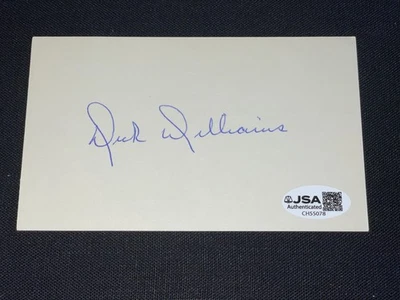 Dick Williams
JSA
Authenticated
CH55078